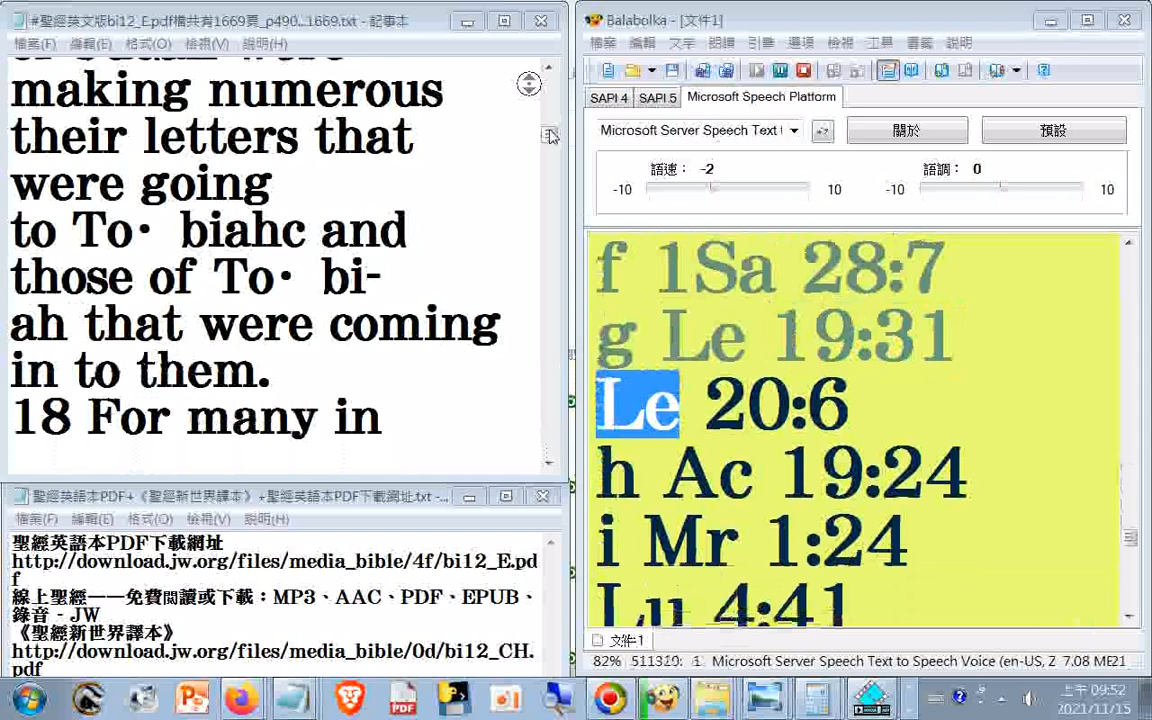 #聖經英文版bi12_E.pdf檔共有1669頁_p490...1669.txt - 記事本
檔案(F) 編輯(E) 格式(O) 檢視(V) 說明(H)
making numerous
their letters that
were going
to To· biahc and
those of To· bi-
ah that were coming
in to them.
18 For many in
聖經英語本PDF+《聖經新世界譯本》+聖經英語本PDF下載網址.txt -...
檔案(F) 編輯(E) 格式(O) 檢視(V) 說明(H)
聖經英語本PDF下載網址
http://download.jw.org/files/media_bible/4f/bi12_E.pd
f
線上聖經——免費閱讀或下載：MP3、AAC、PDF、EPUB、
錄音 - JW
《聖經新世界譯本》
http://download.jw.org/files/media_bible/0d/bi12_CH.
pdf
Balabolka - [文件1]
檔案 編輯 文字 朗讀 引擎 選項 檢視 工具 書籤 說明
SAPI 4 SAPI 5 Microsoft Speech Platform
Microsoft Server Speech Text 關於 預設
語速： -2 語調： 0
-10 10 -10 10
f 1Sa 28:7
g Le 19:31
Le 20:6
h Ac 19:24
i Mr 1:24
Lu 4:41
文件1
82% Microsoft Server Speech Text to Speech Voice (en-US, Z 7.08 ME
PDF
上午 09:52
2021/11/15